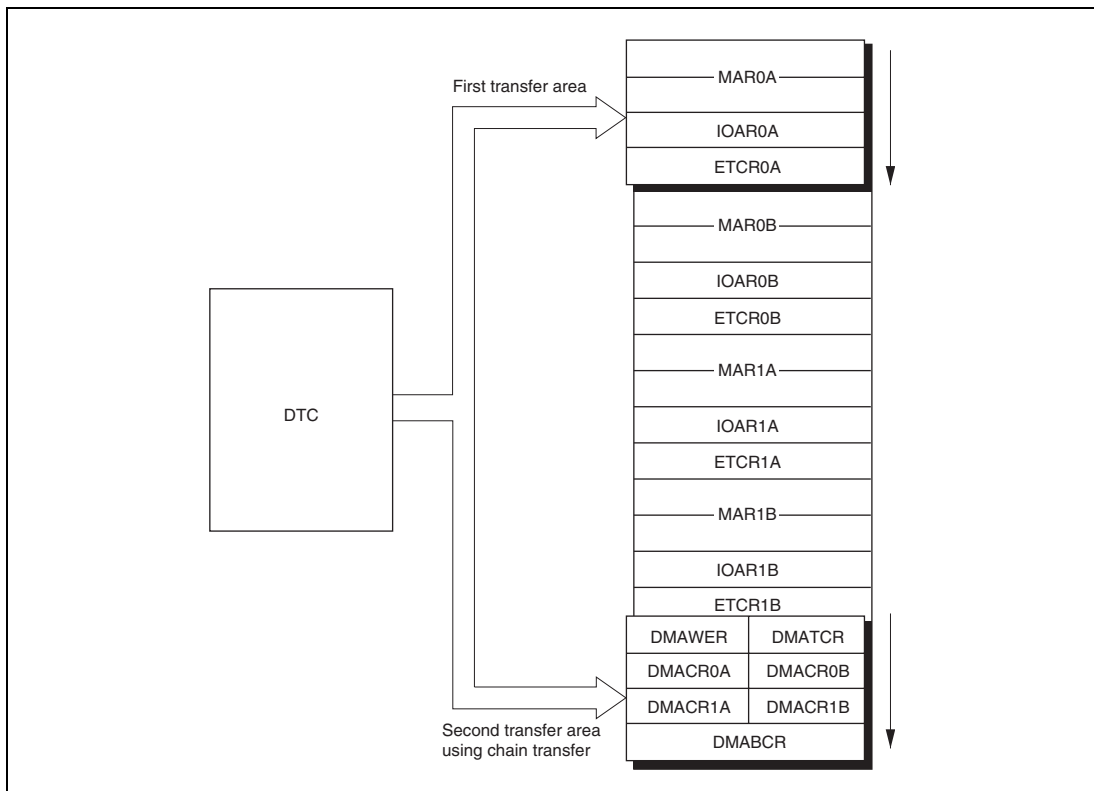 First transfer area
MAR0A
IOAR0A
ETCR0A
MAR0B
IOAR0B
ETCR0B
MAR1A
IOAR1A
ETCR1A
MAR1B
IOAR1B
ETCR1B
DTC
DMAWER DMATCR
DMACR0A DMACR0B
DMACR1A DMACR1B
DMABCR
Second transfer area
using chain transfer